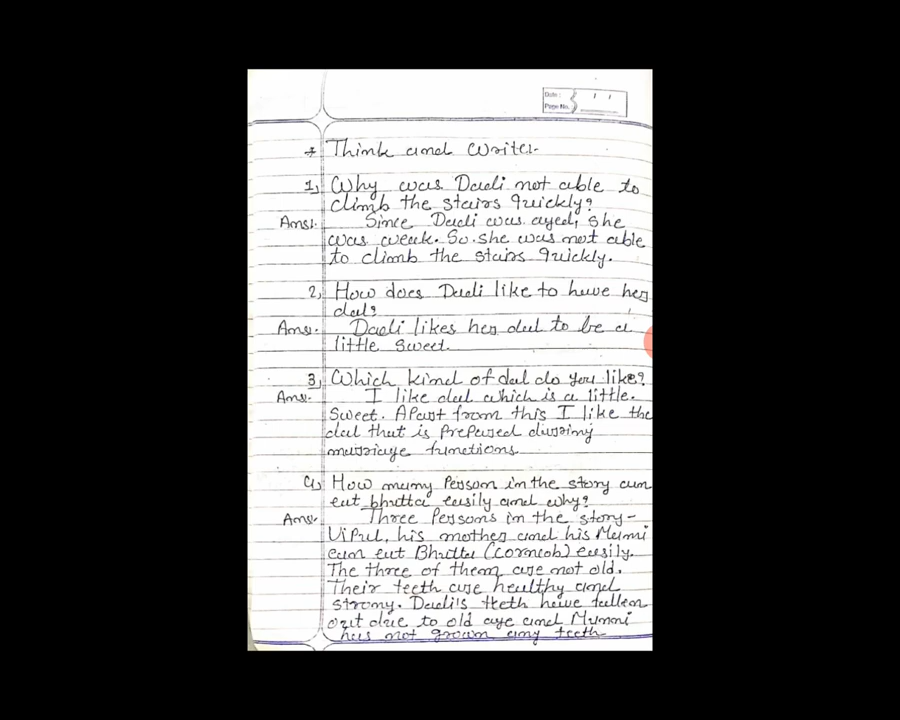 Date :
Page No.
* Think and Write:-
1) Why was Dadi not able to
climb the stairs quickly?
Ans:. Since Dadi was aged, she
was weak. So she was not able
to climb the stairs quickly.
2) How does Dadi like to have her
dal?
Ans:. Dadi likes her dal to be a
little sweet.
3) Which kind of dal do you like?
Ans:. I like dal which is a little.
Sweet. Apart from this I like the
dal that is prepared during
marriage functions.
4) How many Person in the story can
eat bhutta easily and why?
Ans:. Three Persons in the story -
Vipul, his mother and his Mami
can eat Bhutta (corncob) easily.
The three of them are not old.
Their teeth are healthy and
strong. Dadi's teeth have fallen
out due to old age and Munni
has not grown any teeth